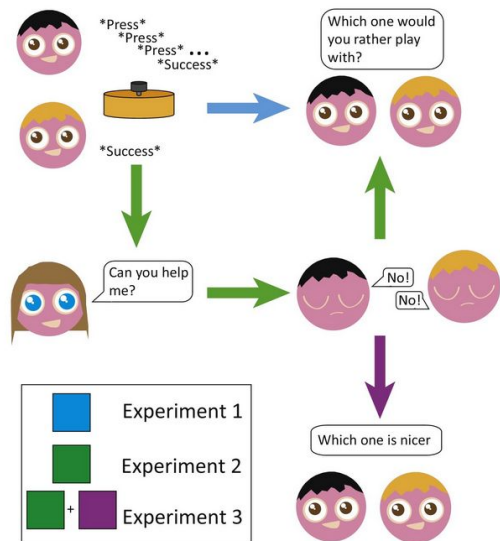 *Press*
*Press*
*Press* ...
*Success*
Which one would
you rather play
with?
*Success*
Can you help
me?
No!
No!
Which one is nicer
Experiment 1
Experiment 2
+
Experiment 3